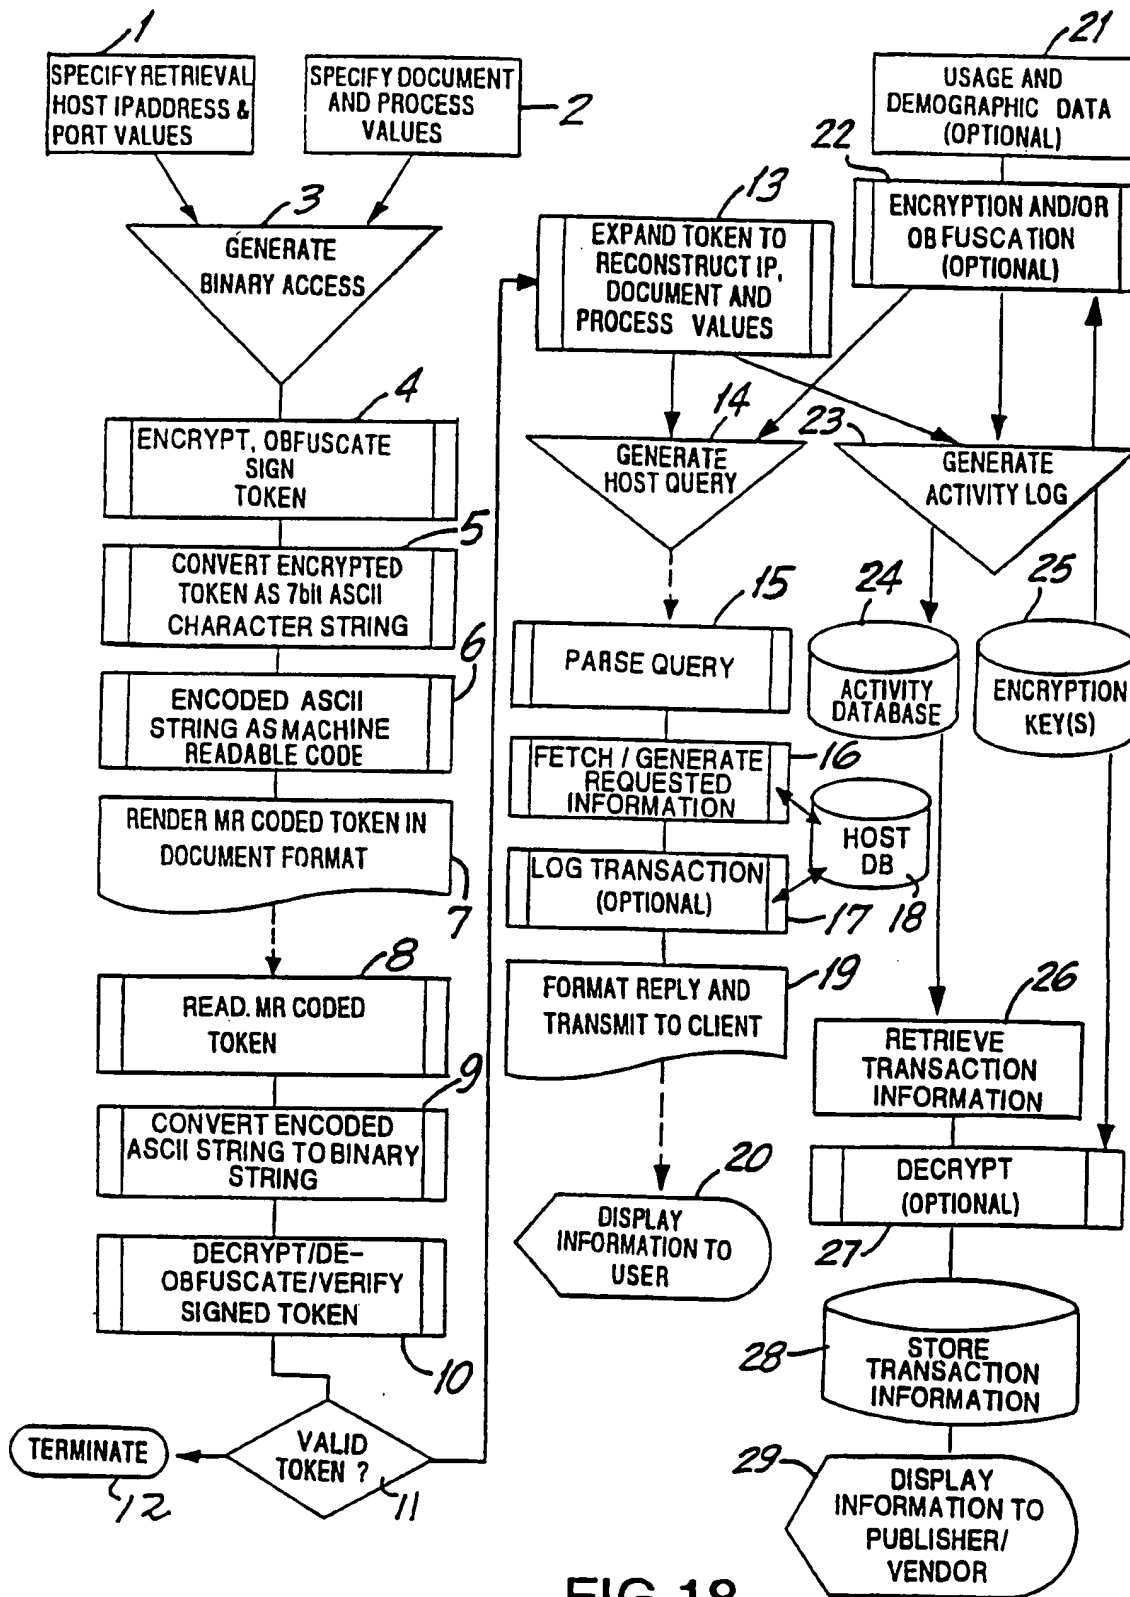 1
SPECIFY RETRIEVAL
HOST IPADDRESS &
PORT VALUES
SPECIFY DOCUMENT
AND PROCESS
VALUES
2
3
GENERATE
BINARY ACCESS
4
ENCRYPT, OBFUSCATE
SIGN
TOKEN
5
CONVERT ENCRYPTED
TOKEN AS 7bit ASCII
CHARACTER STRING
6
ENCODED ASCII
STRING AS MACHINE
READABLE CODE
RENDER MR CODED TOKEN IN
DOCUMENT FORMAT
7
8
READ. MR CODED
TOKEN
9
CONVERT ENCODED
ASCII STRING TO BINARY
STRING
DECRYPT/DE-
OBFUSCATE/VERIFY
SIGNED TOKEN
10
VALID
TOKEN ?
11
TERMINATE
12
13
EXPAND TOKEN TO
RECONSTRUCT IP,
DOCUMENT AND
PROCESS VALUES
14
GENERATE
HOST QUERY
15
PARSE QUERY
FETCH / GENERATE
REQUESTED
INFORMATION
16
LOG TRANSACTION
(OPTIONAL)
17
HOST
DB
18
FORMAT REPLY AND
TRANSMIT TO CLIENT
19
20
DISPLAY
INFORMATION TO
USER
21
USAGE AND
DEMOGRAPHIC DATA
(OPTIONAL)
22
ENCRYPTION AND/OR
OBFUSCATION
(OPTIONAL)
23
GENERATE
ACTIVITY LOG
24
ACTIVITY
DATABASE
25
ENCRYPTION
KEY(S)
26
RETRIEVE
TRANSACTION
INFORMATION
DECRYPT
(OPTIONAL)
27
28
STORE
TRANSACTION
INFORMATION
29
DISPLAY
INFORMATION TO
PUBLISHER/
VENDOR
FIG.18